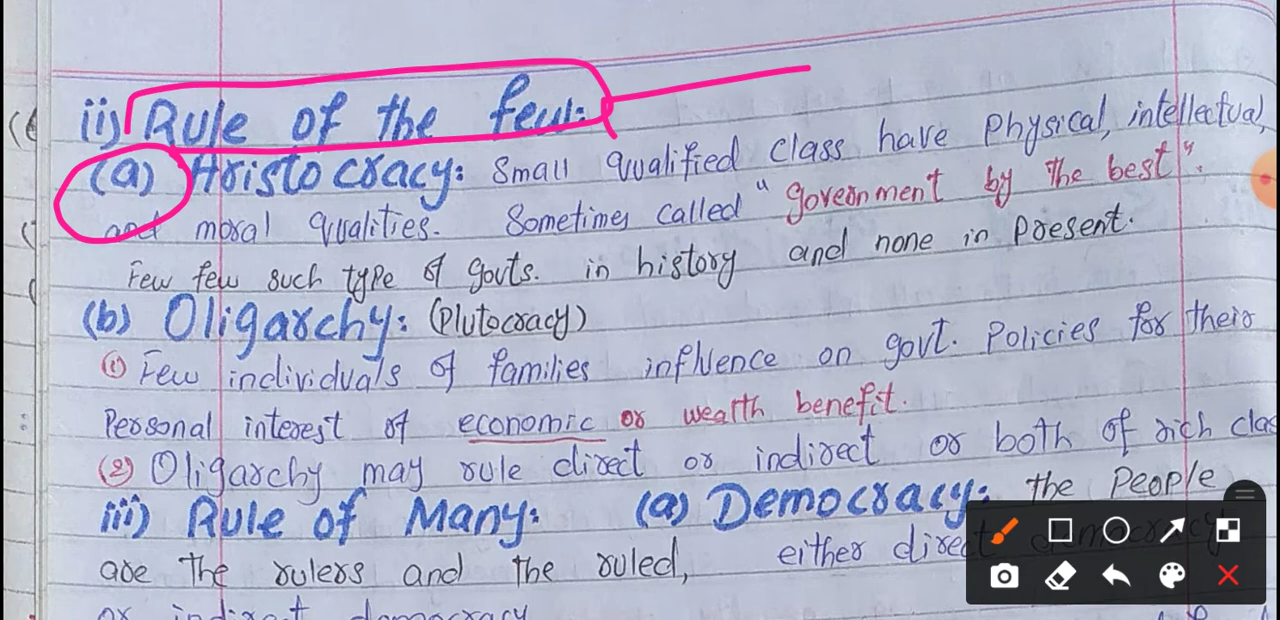 ii) Rule of the few:
(a) Aristocracy: Small qualified class have physical, intellectual,
and moral qualities. Sometimes called "government by the best".
Few few such type of govts. in history and none in present.
(b) Oligarchy: (Plutocracy)
(1) Few individuals of families influence on govt. policies for their
Personal interest of economic or wealth benefit.
(2) Oligarchy may rule direct or indirect or both of rich clas
iii) Rule of Many: (a) Democracy: the People
are the rulers and the ruled, either direct democracy
or indirect democracy